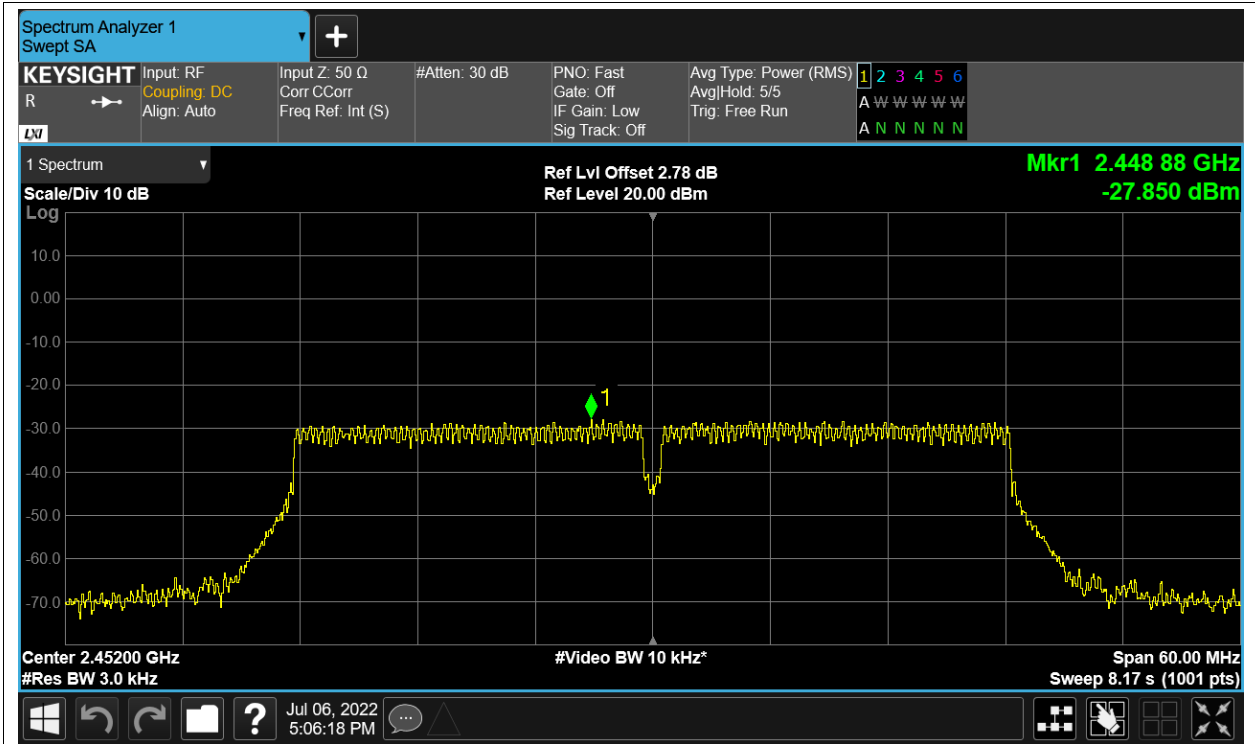 Spectrum Analyzer 1
Swept SA
KEYSIGHT
R
LXI
Input: RF
Coupling: DC
Align: Auto
Input Z: 50 Ω
Corr CCorr
Freq Ref: Int (S)
#Atten: 30 dB
PNO: Fast
Gate: Off
IF Gain: Low
Sig Track: Off
Avg Type: Power (RMS)
Avg|Hold: 5/5
Trig: Free Run
1 2 3 4 5 6
A W W W W W
A N N N N N
1 Spectrum
Scale/Div 10 dB
Log
Ref Lvl Offset 2.78 dB
Ref Level 20.00 dBm
Mkr1 2.448 88 GHz
-27.850 dBm
10.0
0.00
-10.0
-20.0
1
-30.0
-40.0
-50.0
-60.0
-70.0
Center 2.45200 GHz
#Res BW 3.0 kHz
#Video BW 10 kHz*
Span 60.00 MHz
Sweep 8.17 s (1001 pts)
?
Jul 06, 2022
5:06:18 PM